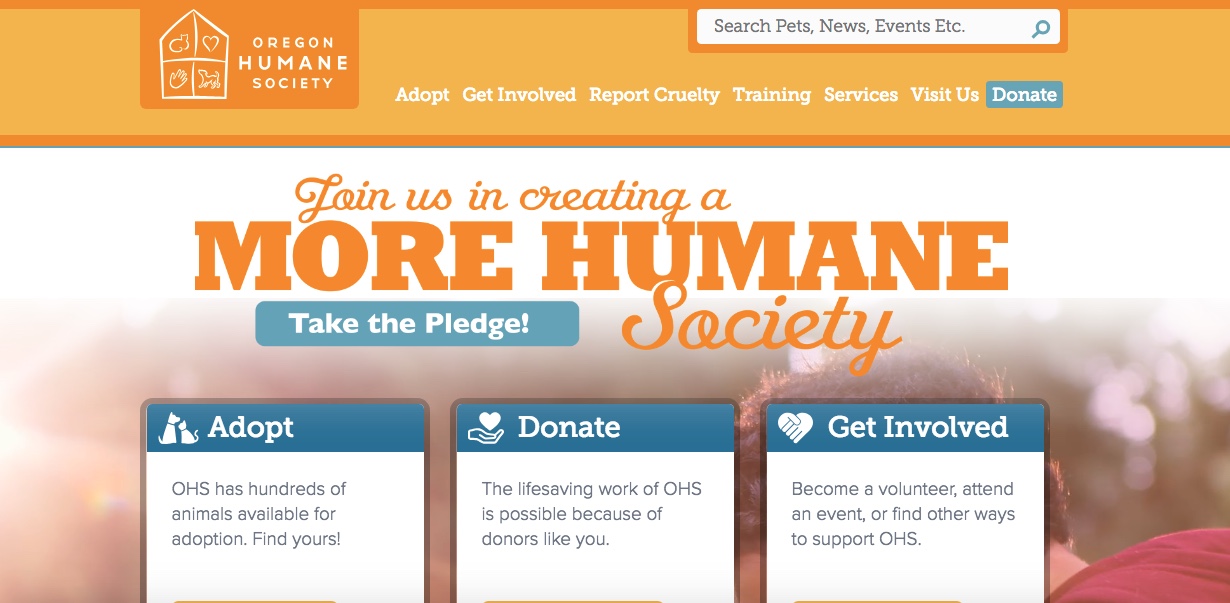 OREGON
HUMANE
SOCIETY
Search Pets, News, Events Etc.
Adopt Get Involved Report Cruelty Training Services Visit Us Donate
Join us in creating a
MORE HUMANE
Society
Take the Pledge!
Adopt
OHS has hundreds of
animals available for
adoption. Find yours!
Donate
The lifesaving work of OHS
is possible because of
donors like you.
Get Involved
Become a volunteer, attend
an event, or find other ways
to support OHS.